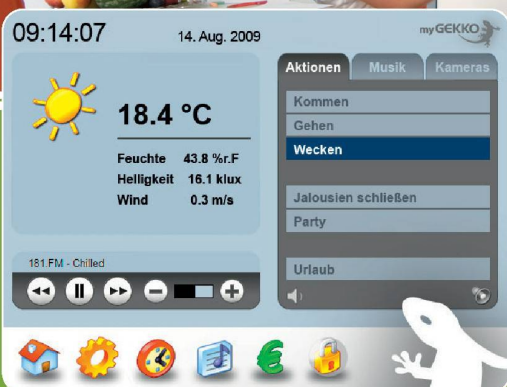 09:14:07
14. Aug. 2009
myGEKKO
18.4 °C
Feuchte 43.8 %r.F
Helligkeit 16.1 klux
Wind 0.3 m/s
181 FM - Chilled
Aktionen Musik Kameras
Kommen
Gehen
Wecken
Jalousien schließen
Party
Urlaub